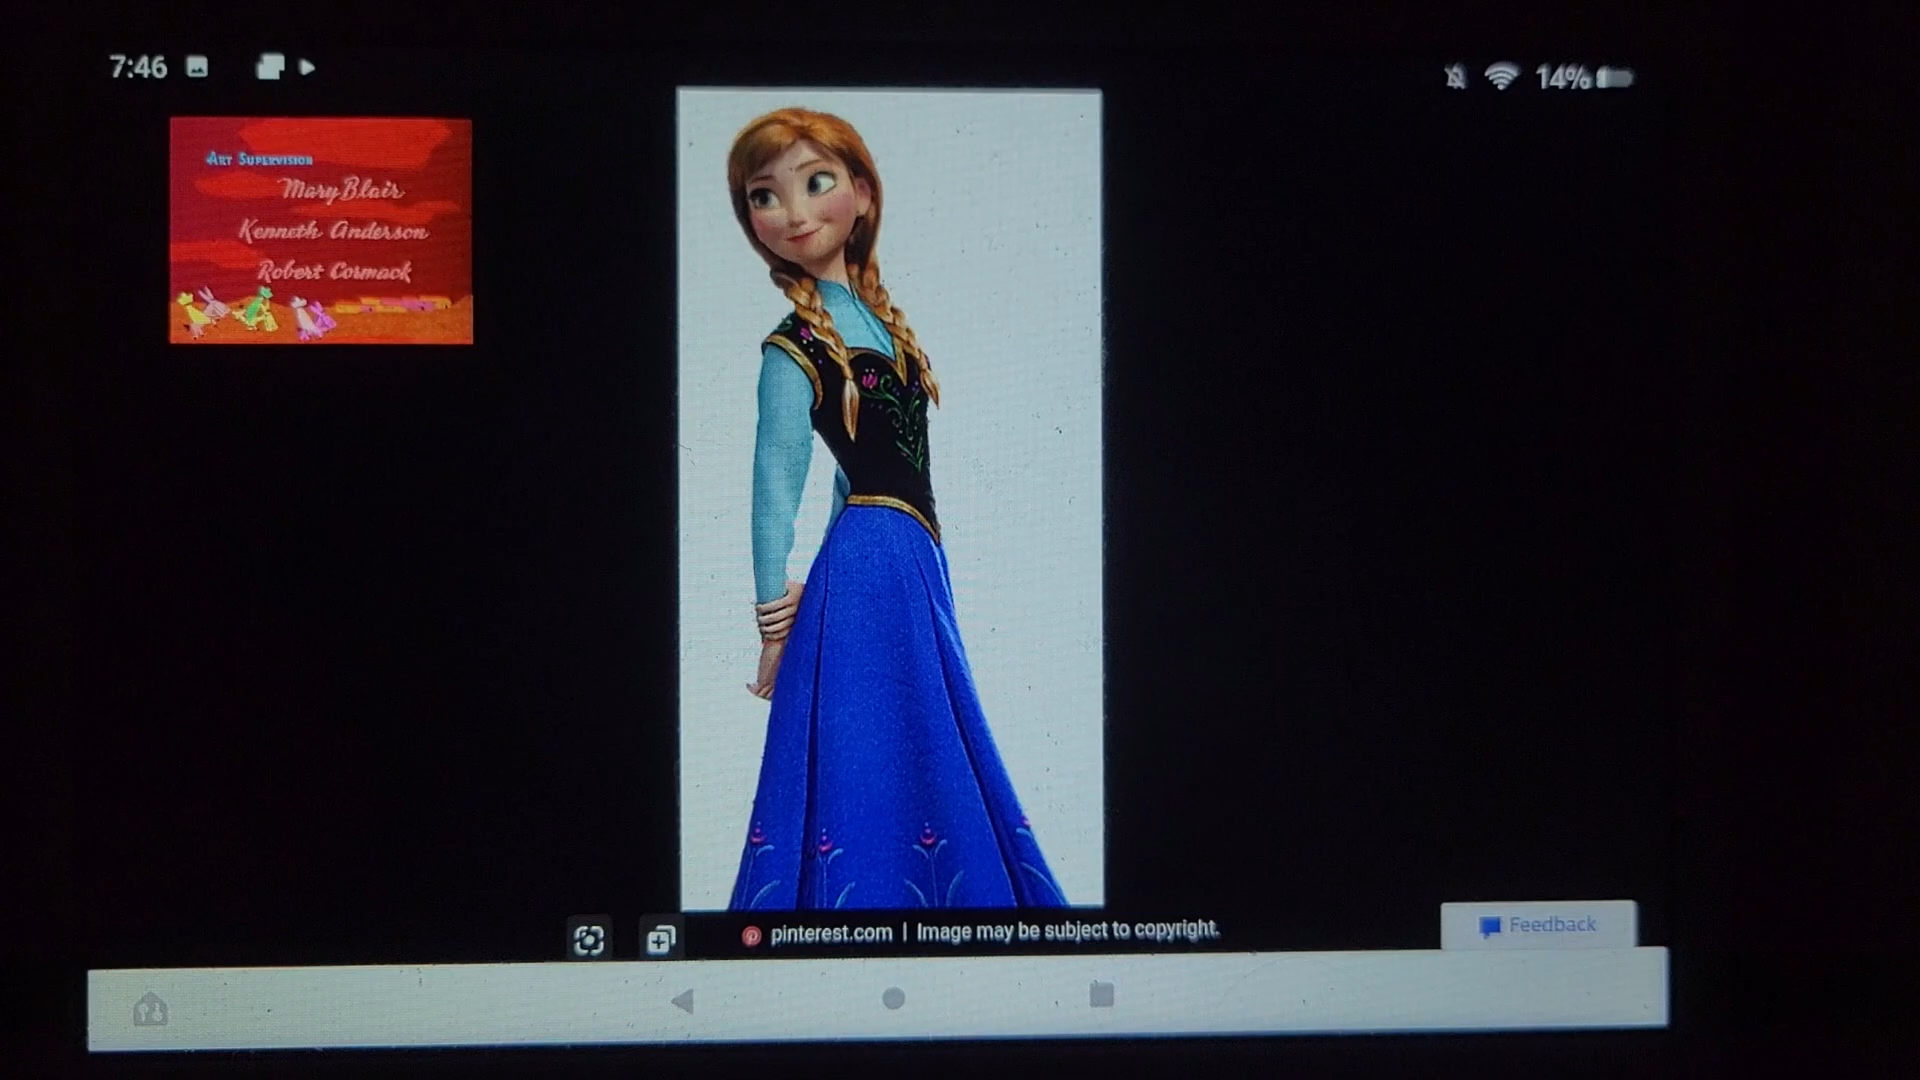 7:46
14%
Art Supervision
Mary Blair
Kenneth Anderson
Robert Cormack
pinterest.com | Image may be subject to copyright.
Feedback